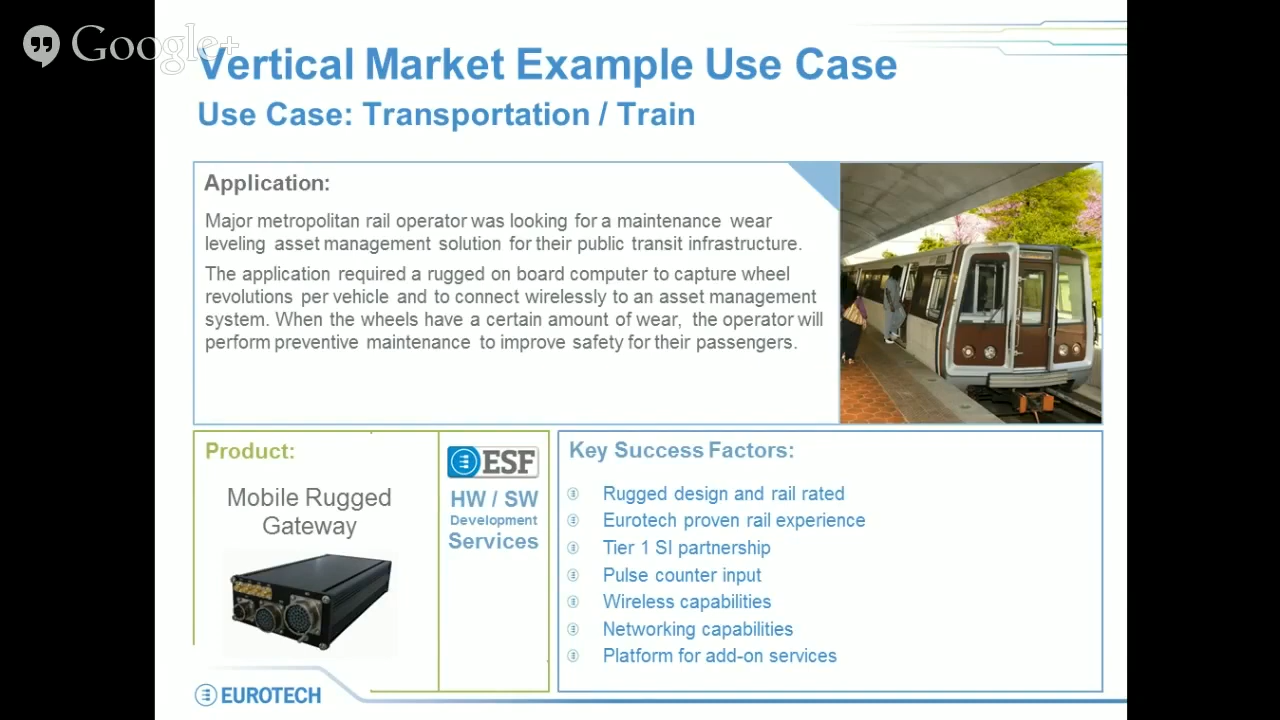 Google+
Vertical Market Example Use Case
Use Case: Transportation / Train
Application:
Major metropolitan rail operator was looking for a maintenance wear
leveling asset management solution for their public transit infrastructure.
The application required a rugged on board computer to capture wheel
revolutions per vehicle and to connect wirelessly to an asset management
system. When the wheels have a certain amount of wear, the operator will
perform preventive maintenance to improve safety for their passengers.
Product:
Mobile Rugged
Gateway
ESF
HW / SW
Development
Services
Key Success Factors:
Rugged design and rail rated
Eurotech proven rail experience
Tier 1 SI partnership
Pulse counter input
Wireless capabilities
Networking capabilities
Platform for add-on services
EUROTECH